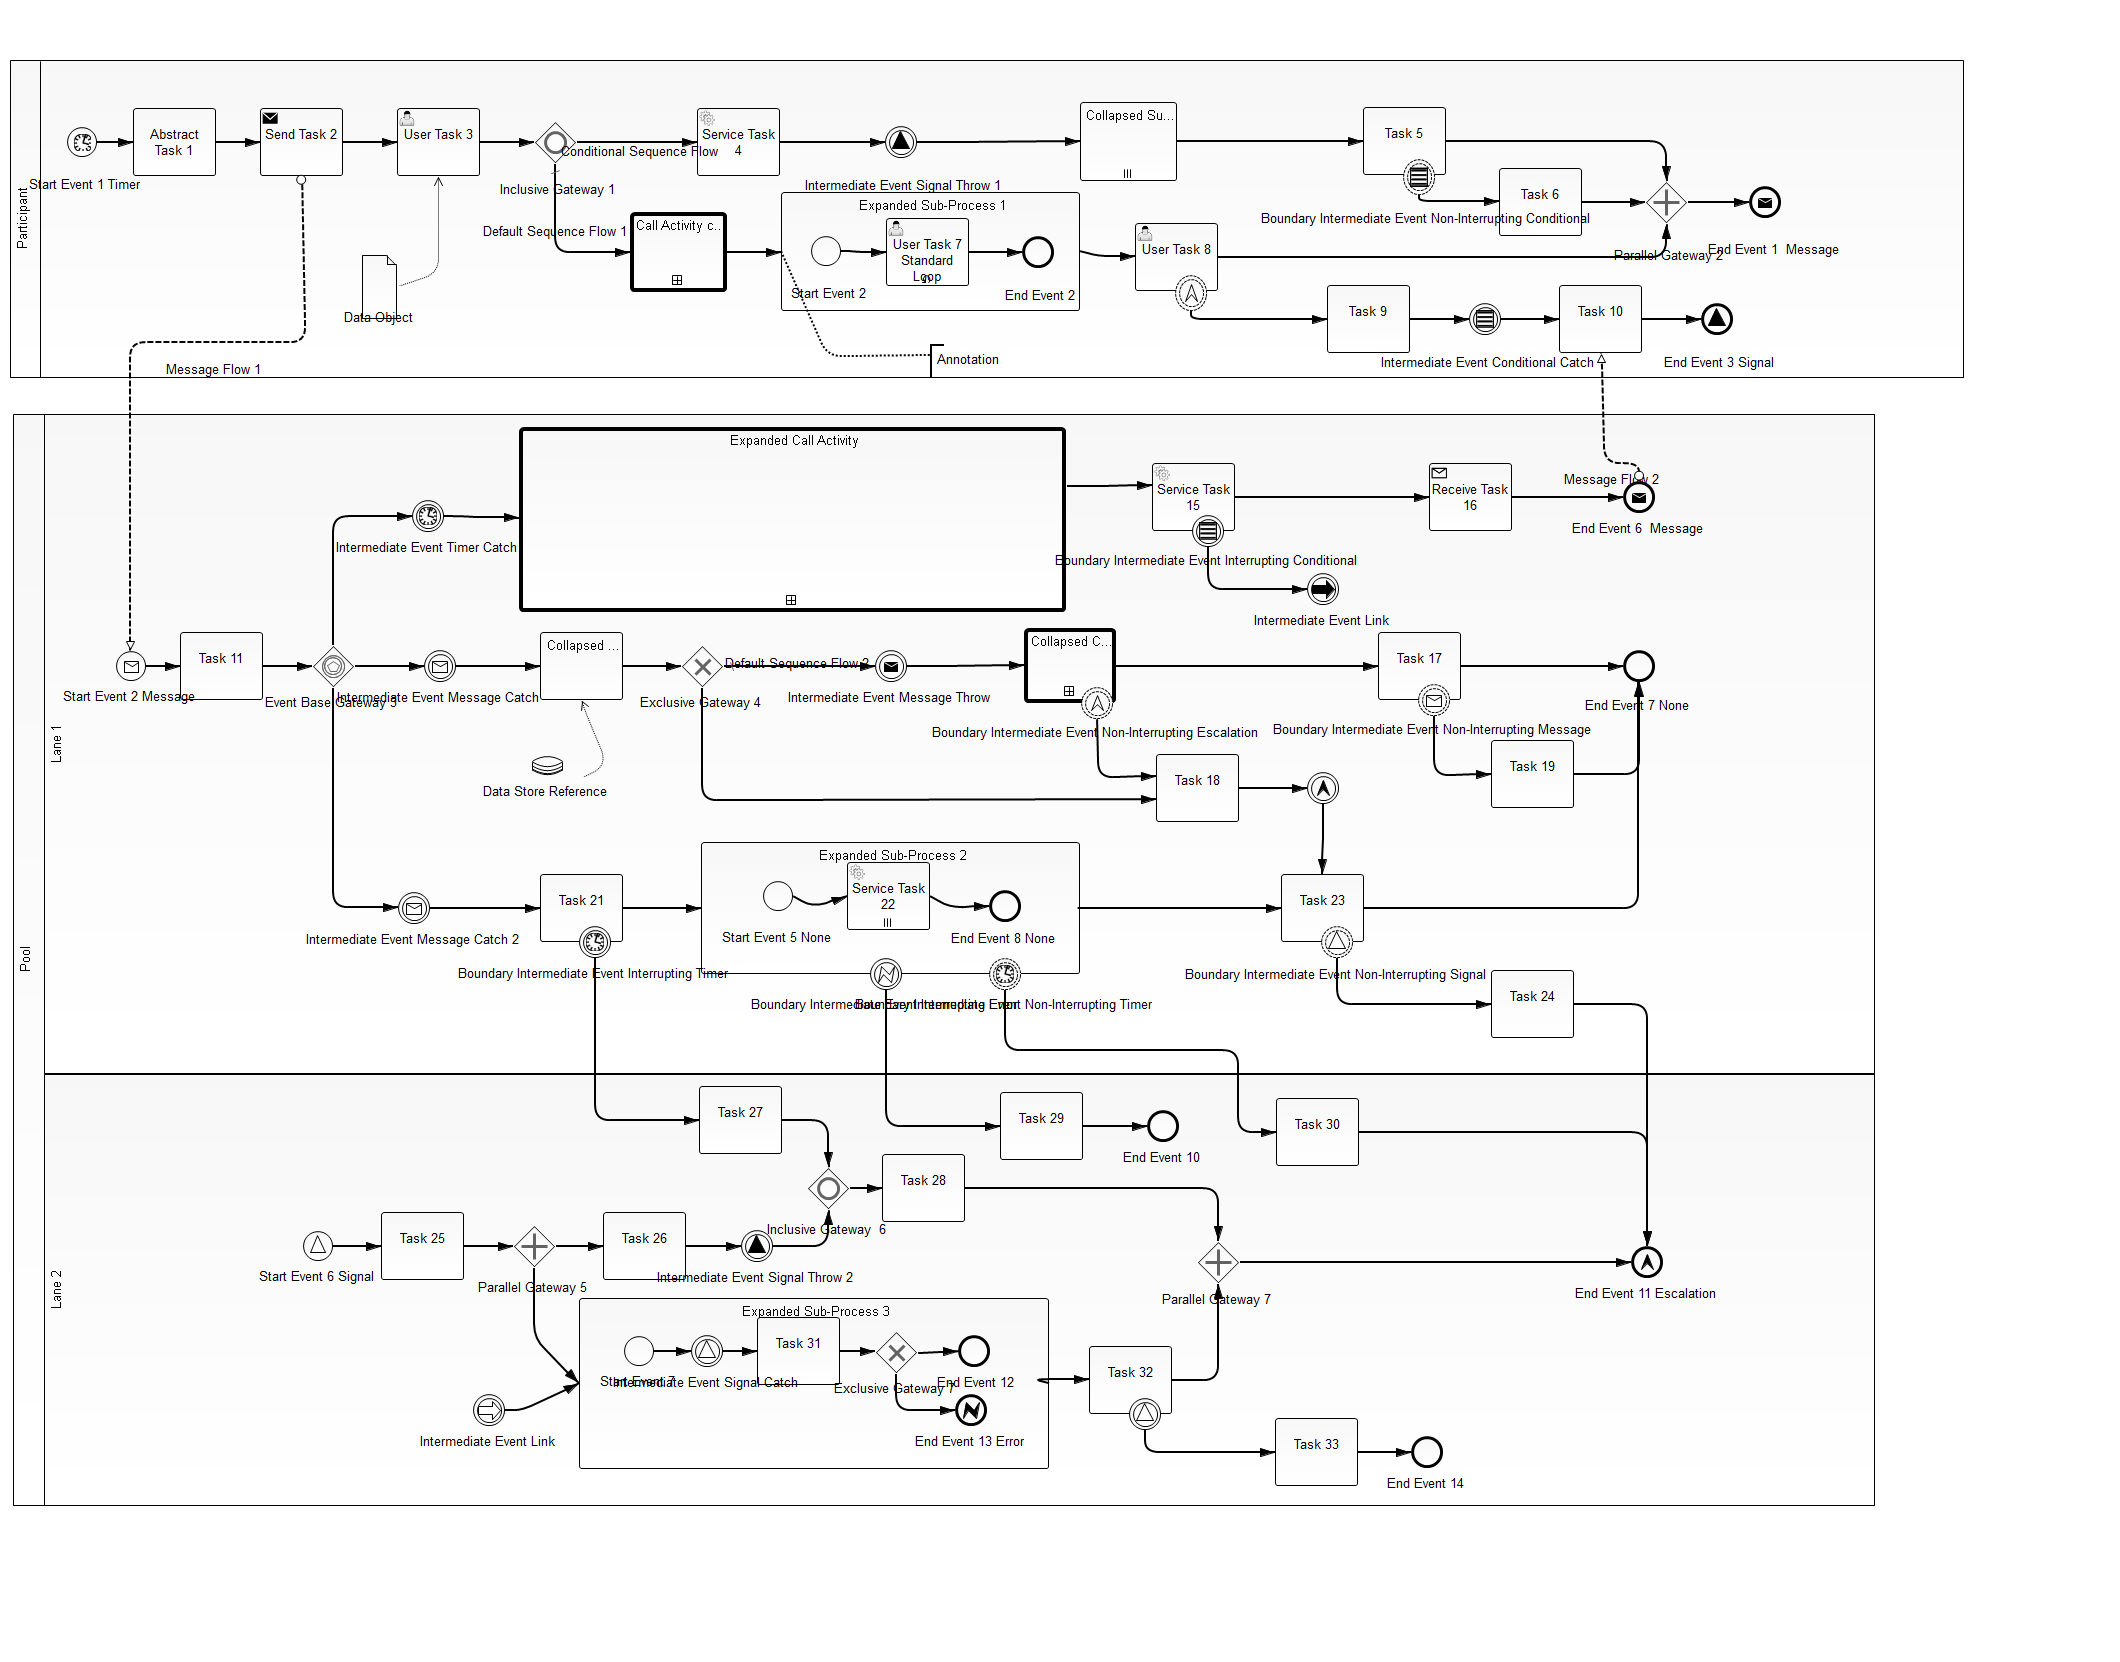 Participant
Start Event 1 Timer
Abstract
Task 1
Send Task 2
User Task 3
Inclusive Gateway 1
Conditional Sequence Flow
Service Task
4
Intermediate Event Signal Throw 1
Collapsed Su...
Task 5
Boundary Intermediate Event Non-Interrupting Conditional
Task 6
Parallel Gateway 2
End Event 1  Message
Default Sequence Flow 1
Call Activity c..
Expanded Sub-Process 1
Start Event 2
User Task 7
Standard
Loop
End Event 2
User Task 8
Task 9
Intermediate Event Conditional Catch
Task 10
End Event 3 Signal
Data Object
Annotation
Message Flow 1
Pool
Lane 1
Expanded Call Activity
Intermediate Event Timer Catch
Service Task
15
Receive Task
16
Message Flow 2
End Event 6  Message
Boundary Intermediate Event Interrupting Conditional
Intermediate Event Link
Start Event 2 Message
Task 11
Event Base Gateway 3
Intermediate Event Message Catch
Collapsed ...
Exclusive Gateway 4
Default Sequence Flow 2
Intermediate Event Message Throw
Collapsed C...
Boundary Intermediate Event Non-Interrupting Escalation
Task 17
Boundary Intermediate Event Non-Interrupting Message
End Event 7 None
Task 18
Task 19
Data Store Reference
Intermediate Event Message Catch 2
Task 21
Boundary Intermediate Event Interrupting Timer
Expanded Sub-Process 2
Start Event 5 None
Service Task
22
End Event 8 None
Boundary Intermediate Event Interrupting Error
Boundary Intermediate Event Non-Interrupting Timer
Task 23
Boundary Intermediate Event Non-Interrupting Signal
Task 24
Lane 2
Task 27
Task 29
End Event 10
Task 30
Inclusive Gateway  6
Task 28
Start Event 6 Signal
Task 25
Parallel Gateway 5
Task 26
Intermediate Event Signal Throw 2
Parallel Gateway 7
End Event 11 Escalation
Expanded Sub-Process 3
Start Event 7
Intermediate Event Signal Catch
Task 31
Exclusive Gateway 7
End Event 12
End Event 13 Error
Intermediate Event Link
Task 32
Task 33
End Event 14